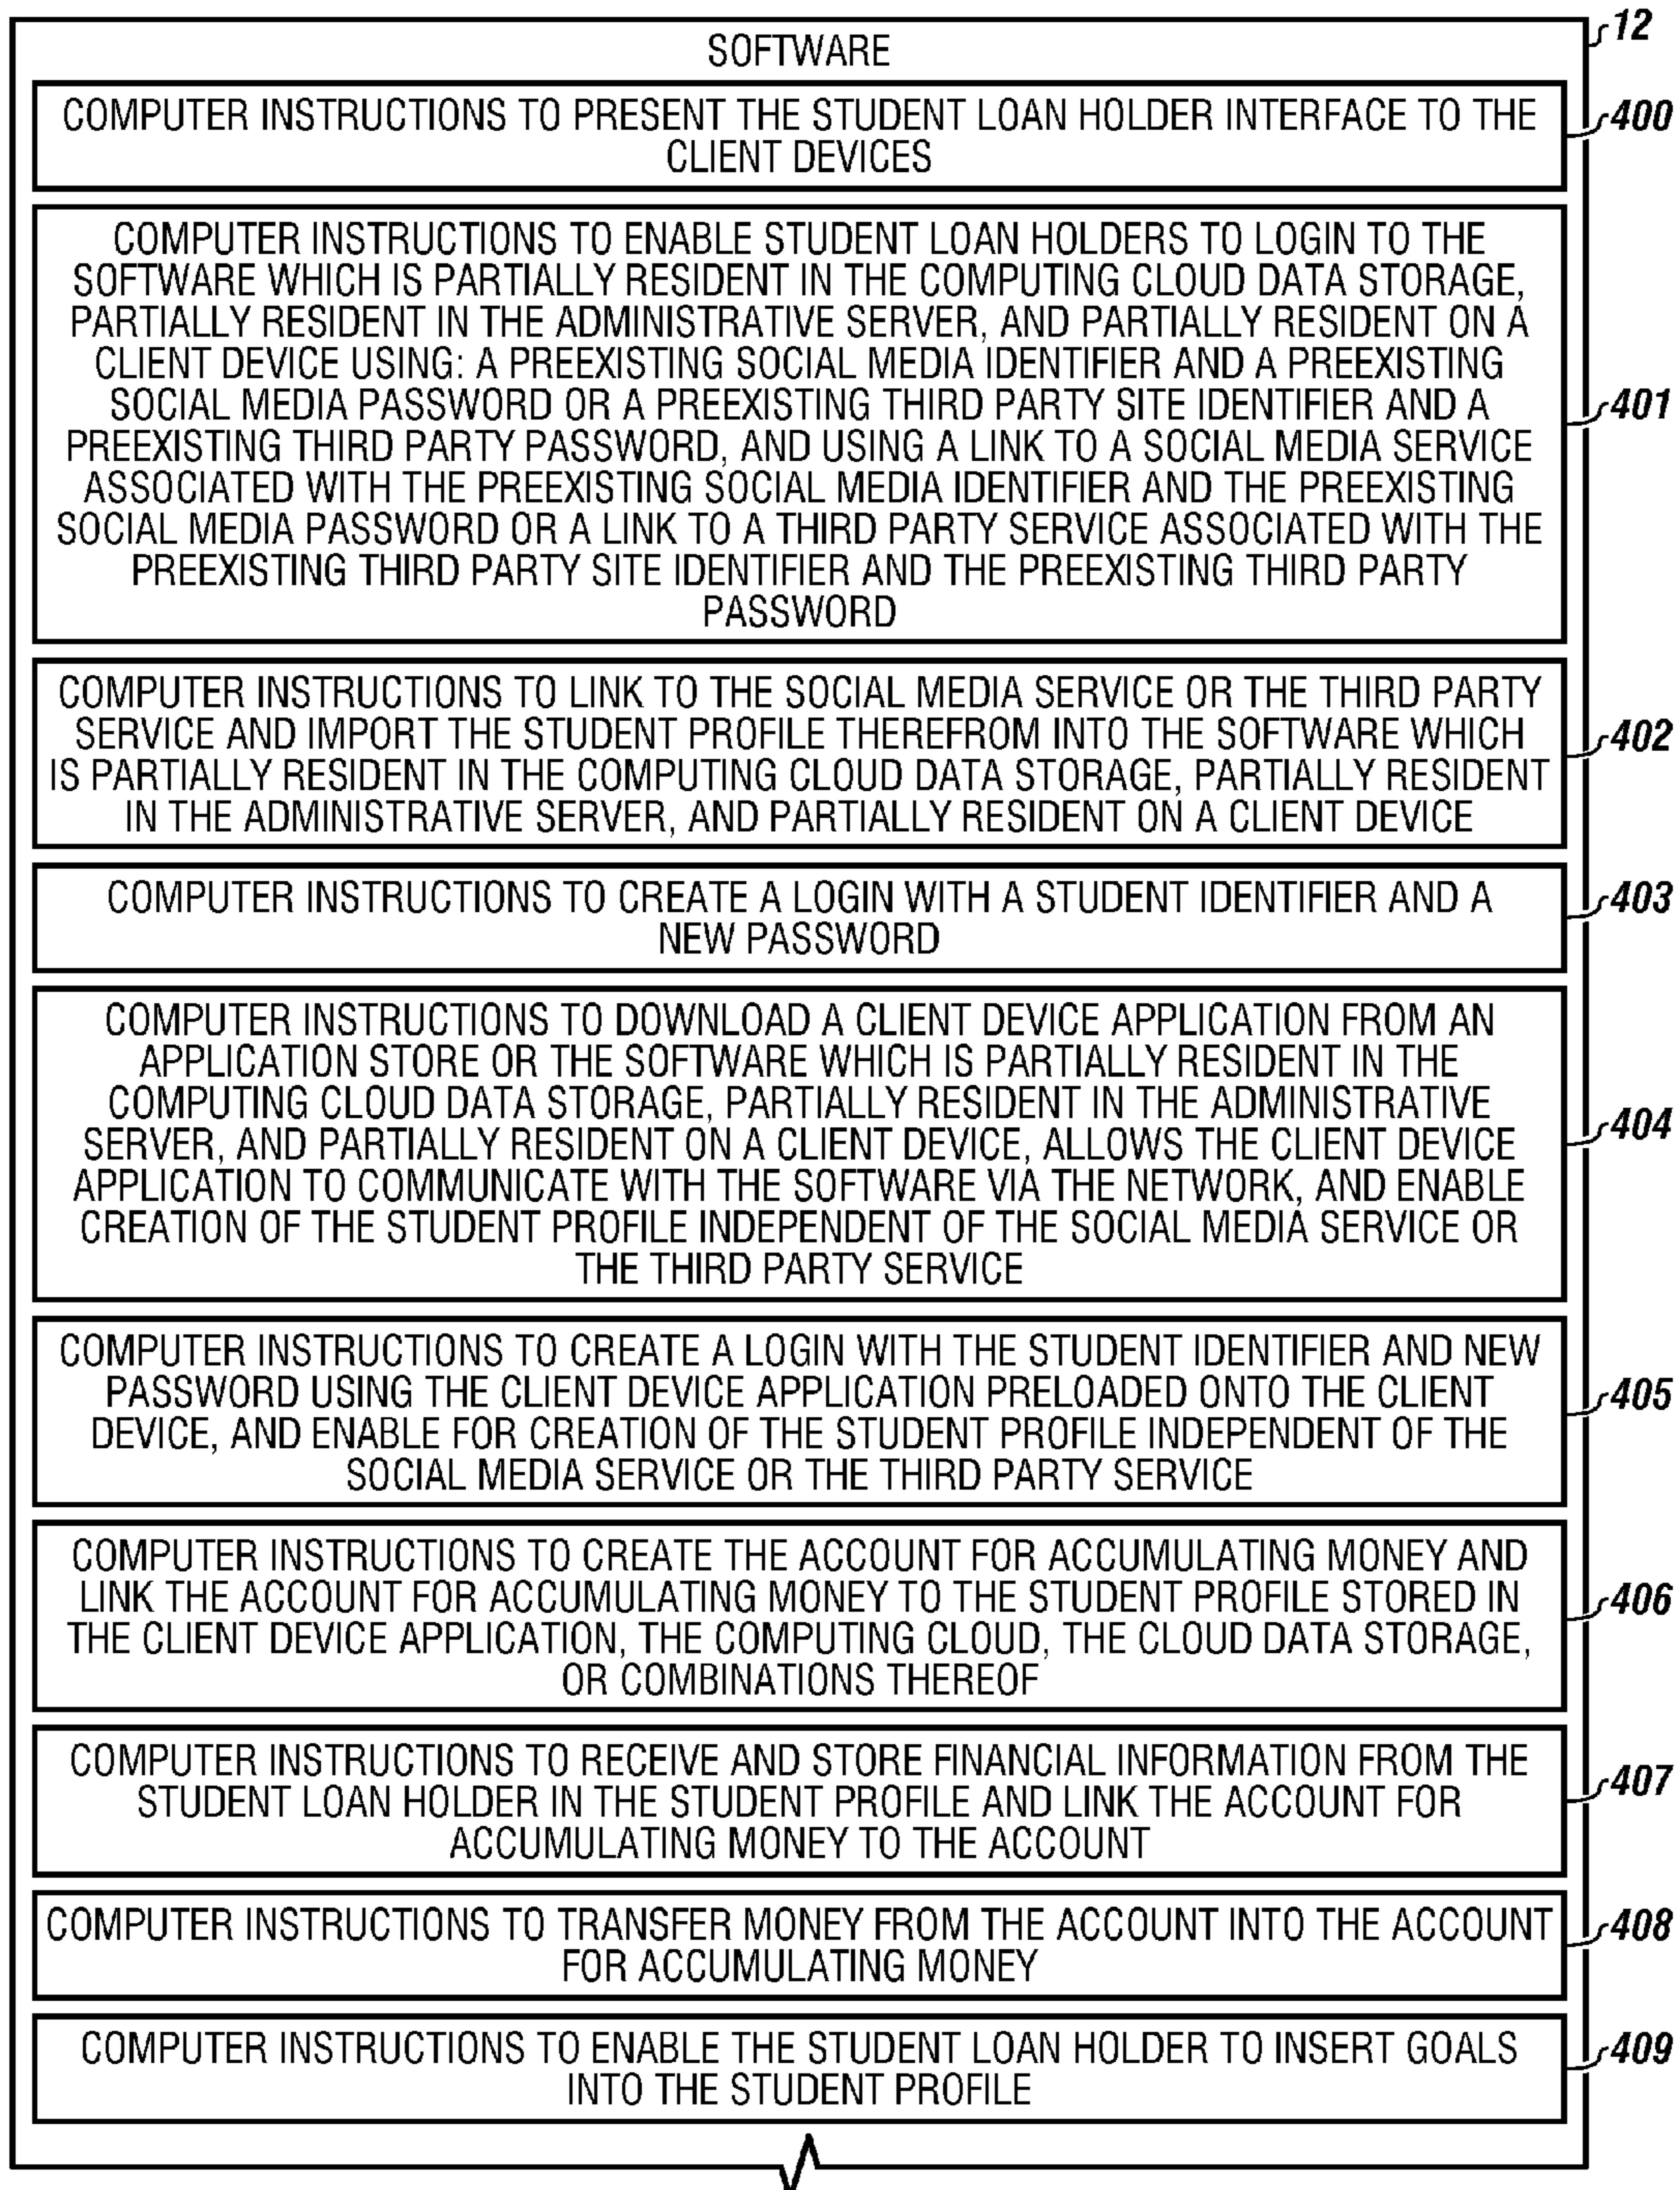 12
SOFTWARE
COMPUTER INSTRUCTIONS TO PRESENT THE STUDENT LOAN HOLDER INTERFACE TO THE
CLIENT DEVICES
400
COMPUTER INSTRUCTIONS TO ENABLE STUDENT LOAN HOLDERS TO LOGIN TO THE
SOFTWARE WHICH IS PARTIALLY RESIDENT IN THE COMPUTING CLOUD DATA STORAGE,
PARTIALLY RESIDENT IN THE ADMINISTRATIVE SERVER, AND PARTIALLY RESIDENT ON A
CLIENT DEVICE USING: A PREEXISTING SOCIAL MEDIA IDENTIFIER AND A PREEXISTING
SOCIAL MEDIA PASSWORD OR A PREEXISTING THIRD PARTY SITE IDENTIFIER AND A
PREEXISTING THIRD PARTY PASSWORD, AND USING A LINK TO A SOCIAL MEDIA SERVICE
ASSOCIATED WITH THE PREEXISTING SOCIAL MEDIA IDENTIFIER AND THE PREEXISTING
SOCIAL MEDIA PASSWORD OR A LINK TO A THIRD PARTY SERVICE ASSOCIATED WITH THE
PREEXISTING THIRD PARTY SITE IDENTIFIER AND THE PREEXISTING THIRD PARTY
PASSWORD
401
COMPUTER INSTRUCTIONS TO LINK TO THE SOCIAL MEDIA SERVICE OR THE THIRD PARTY
SERVICE AND IMPORT THE STUDENT PROFILE THEREFROM INTO THE SOFTWARE WHICH
IS PARTIALLY RESIDENT IN THE COMPUTING CLOUD DATA STORAGE, PARTIALLY RESIDENT
IN THE ADMINISTRATIVE SERVER, AND PARTIALLY RESIDENT ON A CLIENT DEVICE
402
COMPUTER INSTRUCTIONS TO CREATE A LOGIN WITH A STUDENT IDENTIFIER AND A
NEW PASSWORD
403
COMPUTER INSTRUCTIONS TO DOWNLOAD A CLIENT DEVICE APPLICATION FROM AN
APPLICATION STORE OR THE SOFTWARE WHICH IS PARTIALLY RESIDENT IN THE
COMPUTING CLOUD DATA STORAGE, PARTIALLY RESIDENT IN THE ADMINISTRATIVE
SERVER, AND PARTIALLY RESIDENT ON A CLIENT DEVICE, ALLOWS THE CLIENT DEVICE
APPLICATION TO COMMUNICATE WITH THE SOFTWARE VIA THE NETWORK, AND ENABLE
CREATION OF THE STUDENT PROFILE INDEPENDENT OF THE SOCIAL MEDIA SERVICE OR
THE THIRD PARTY SERVICE
404
COMPUTER INSTRUCTIONS TO CREATE A LOGIN WITH THE STUDENT IDENTIFIER AND NEW
PASSWORD USING THE CLIENT DEVICE APPLICATION PRELOADED ONTO THE CLIENT
DEVICE, AND ENABLE FOR CREATION OF THE STUDENT PROFILE INDEPENDENT OF THE
SOCIAL MEDIA SERVICE OR THE THIRD PARTY SERVICE
405
COMPUTER INSTRUCTIONS TO CREATE THE ACCOUNT FOR ACCUMULATING MONEY AND
LINK THE ACCOUNT FOR ACCUMULATING MONEY TO THE STUDENT PROFILE STORED IN
THE CLIENT DEVICE APPLICATION, THE COMPUTING CLOUD, THE CLOUD DATA STORAGE,
OR COMBINATIONS THEREOF
406
COMPUTER INSTRUCTIONS TO RECEIVE AND STORE FINANCIAL INFORMATION FROM THE
STUDENT LOAN HOLDER IN THE STUDENT PROFILE AND LINK THE ACCOUNT FOR
ACCUMULATING MONEY TO THE ACCOUNT
407
COMPUTER INSTRUCTIONS TO TRANSFER MONEY FROM THE ACCOUNT INTO THE ACCOUNT
FOR ACCUMULATING MONEY
408
COMPUTER INSTRUCTIONS TO ENABLE THE STUDENT LOAN HOLDER TO INSERT GOALS
INTO THE STUDENT PROFILE
409